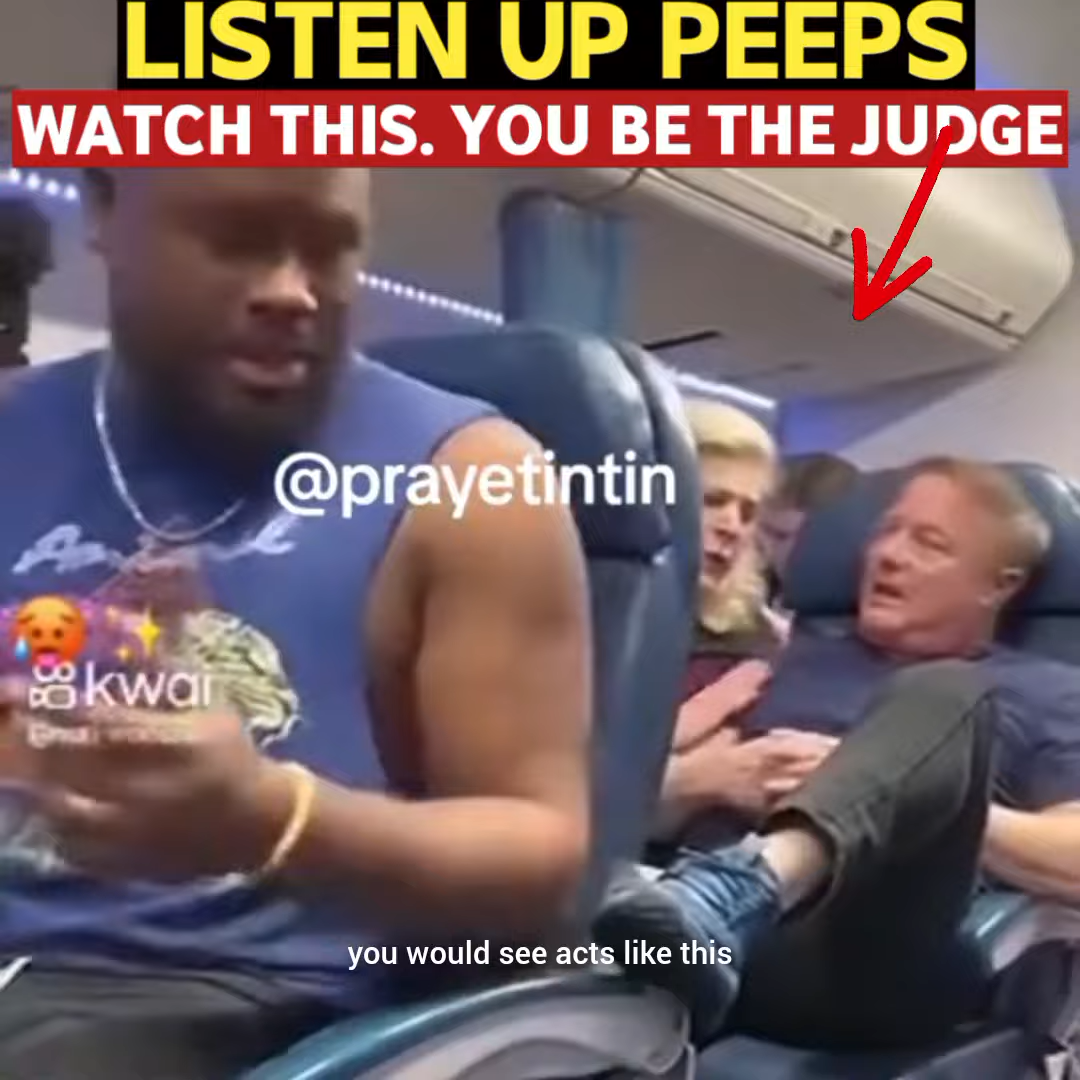 LISTEN UP PEEPS
WATCH THIS. YOU BE THE JUDGE
@prayetintin
kwai
you would see acts like this